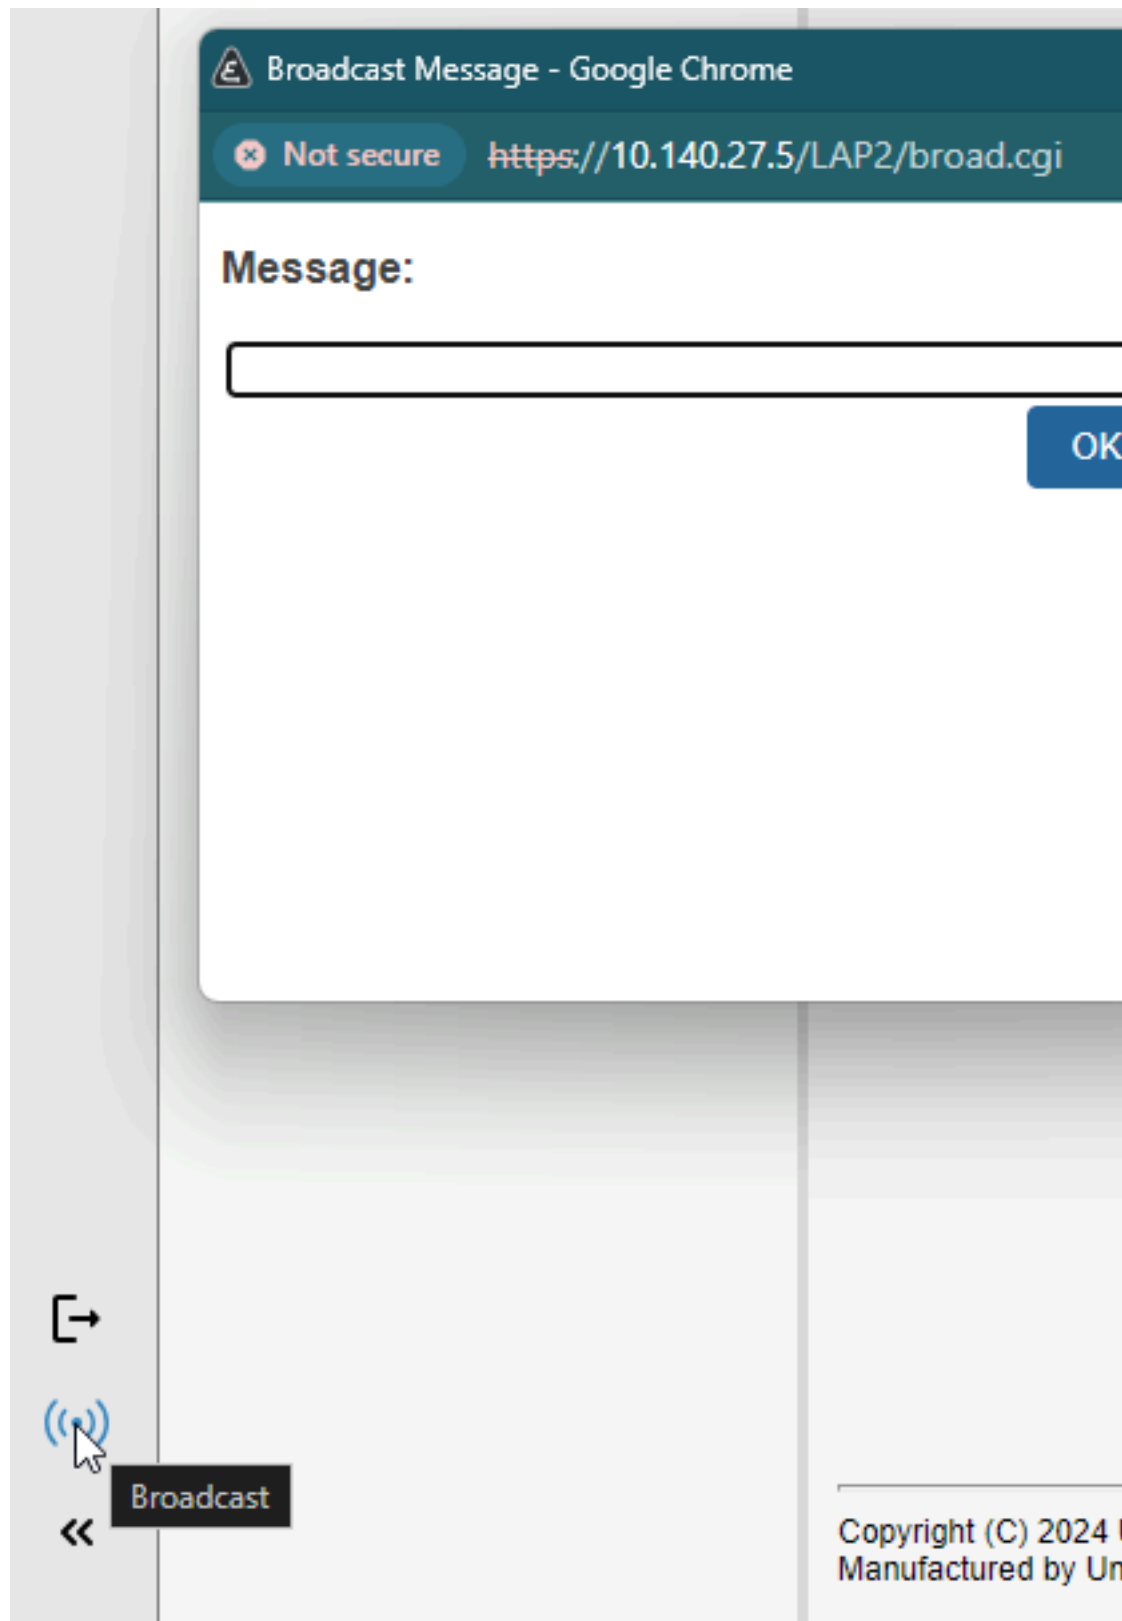 Broadcast Message - Google Chrome
Not secure https://10.140.27.5/LAP2/broad.cgi
Message:
OK
Broadcast
Copyright (C) 2024
Manufactured by